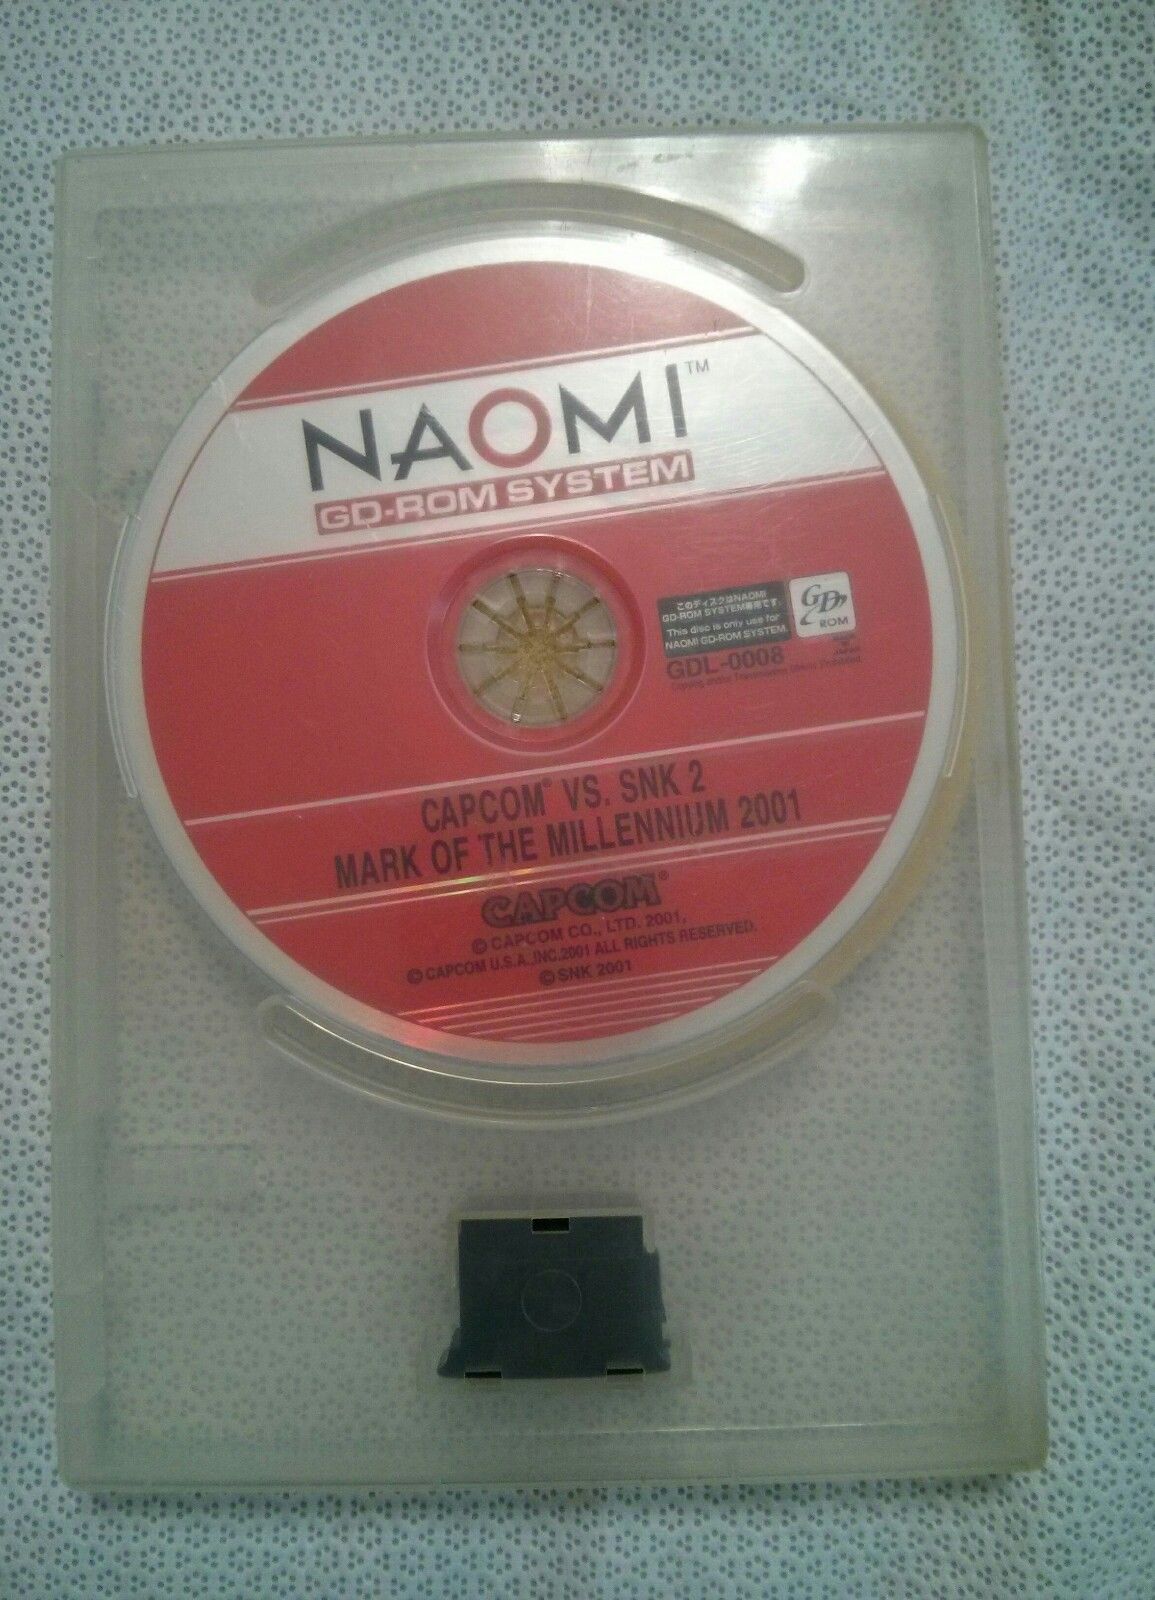 NAOMI™
GD-ROM SYSTEM
このディスクはNAOMI
GD-ROM SYSTEM専用です。
This disc is only use for
NAOMI GD-ROM SYSTEM.
GD
ROM
GDL-0008
CAPCOM® VS. SNK 2
MARK OF THE MILLENNIUM 2001
CAPCOM®
© CAPCOM CO., LTD. 2001,
© CAPCOM U.S.A.,INC.2001 ALL RIGHTS RESERVED.
© SNK 2001